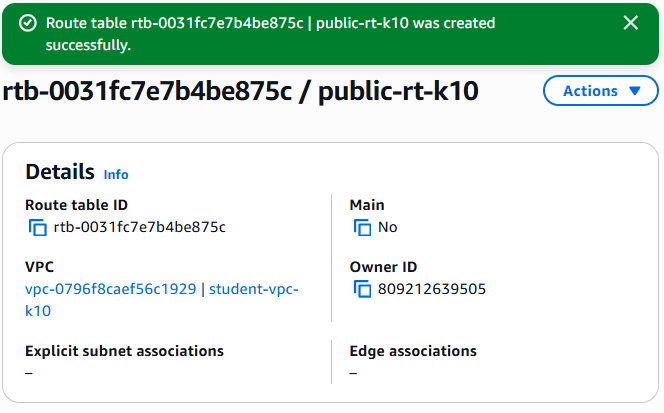 Route table rtb-0031fc7e7b4be875c | public-rt-k10 was created
successfully.
rtb-0031fc7e7b4be875c / public-rt-k10
Actions
Details Info
Route table ID
rtb-0031fc7e7b4be875c
Main
No
VPC
vpc-0796f8caef56c1929 | student-vpc-
k10
Owner ID
809212639505
Explicit subnet associations
–
Edge associations
–